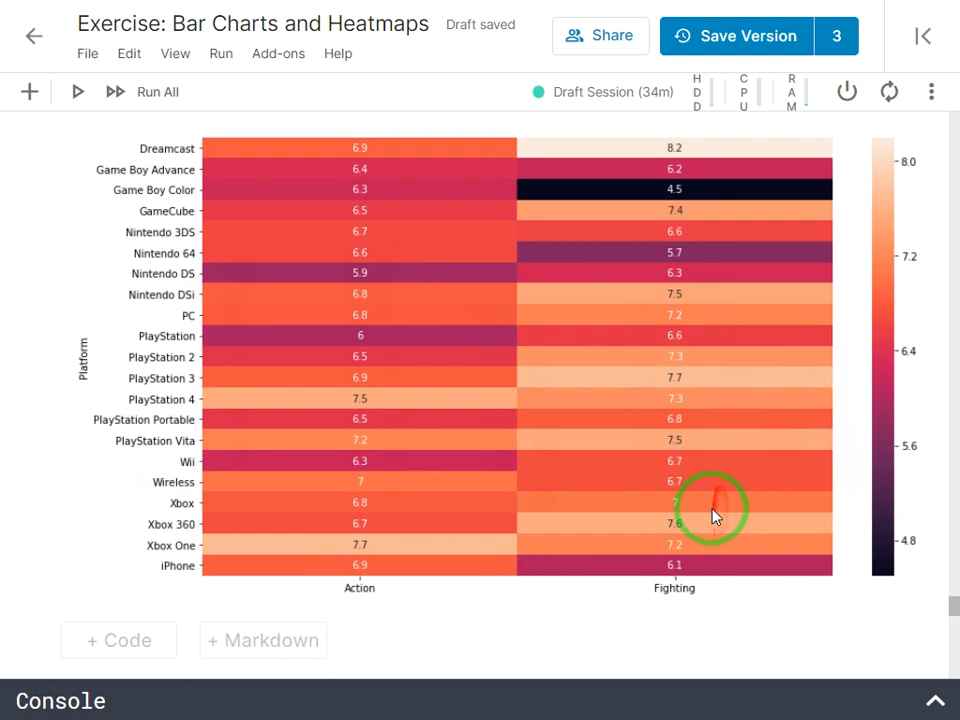 Exercise: Bar Charts and Heatmaps Draft saved
File Edit View Run Add-ons Help
Share
Save Version 3
Run All
Draft Session (34m)
HDD
CPU
RAM
Dreamcast 6.9 8.2
Game Boy Advance 6.4 6.2
Game Boy Color 6.3 4.5
GameCube 6.5 7.4
Nintendo 3DS 6.7 6.6
Nintendo 64 6.6 5.7
Nintendo DS 5.9 6.3
Nintendo DSi 6.8 7.5
PC 6.8 7.2
PlayStation 6 6.6
PlayStation 2 6.5 7.3
PlayStation 3 6.9 7.7
PlayStation 4 7.5 7.3
PlayStation Portable 6.5 6.8
PlayStation Vita 7.2 7.5
Wii 6.3 6.7
Wireless 7 6.7
Xbox 6.8 7
Xbox 360 6.7 7.6
Xbox One 7.7 7.2
iPhone 6.9 6.1
Platform
Action Fighting
8.0
7.2
6.4
5.6
4.8
+ Code + Markdown
Console